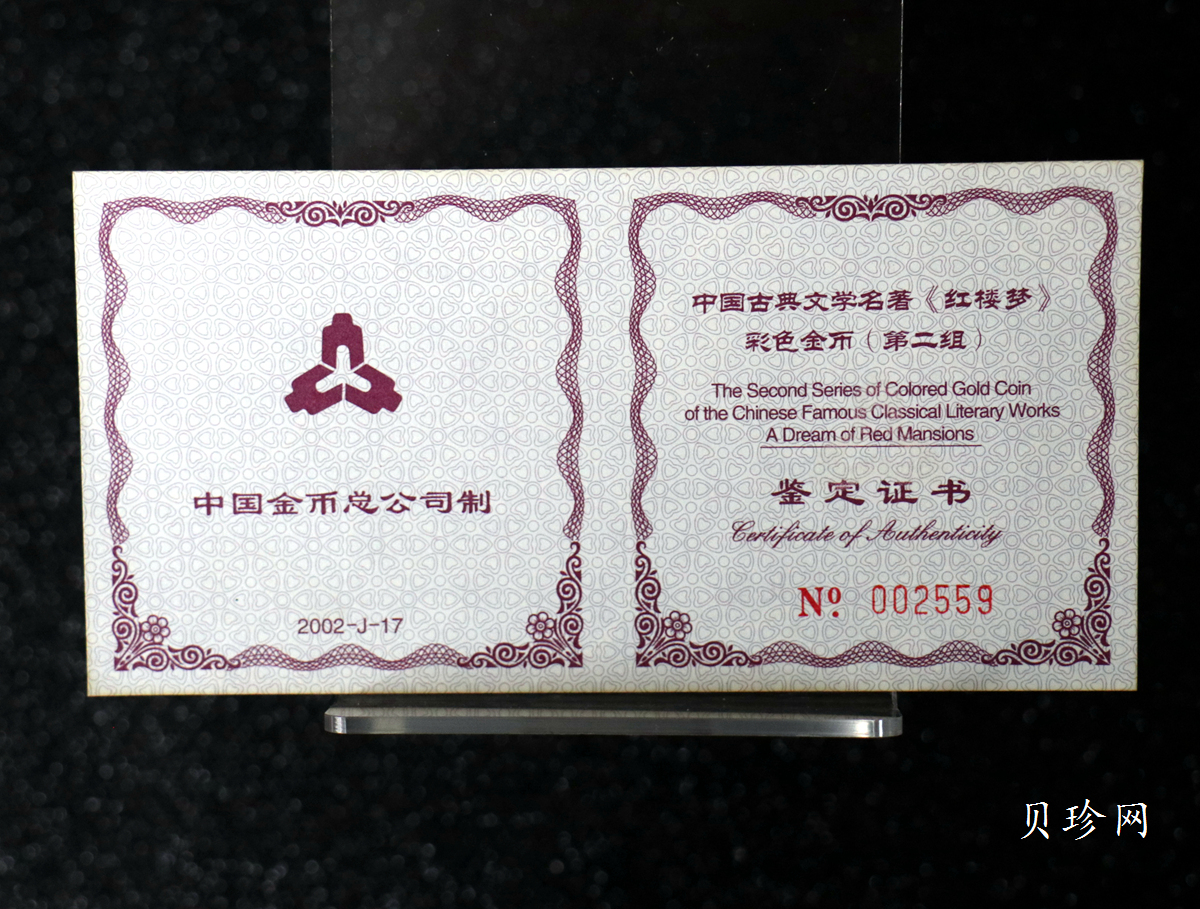 中国金币总公司制
2002-J-17
中国古典文学名著《红楼梦》
彩色金币(第二组)
The Second Series of Colored Gold Coin
of the Chinese Famous Classical Literary Works
A Dream of Red Mansions
鉴定证书
Certificate of Authenticity
Nº. 002559
贝珍网